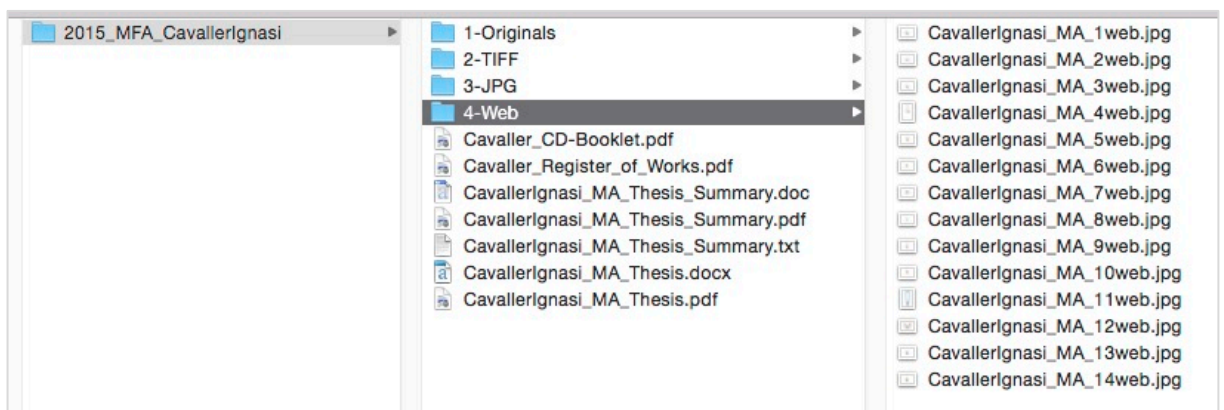 2015_MFA_CavallerIgnasi
1-Originals
2-TIFF
3-JPG
4-Web
Cavaller_CD-Booklet.pdf
Cavaller_Register_of_Works.pdf
CavallerIgnasi_MA_Thesis_Summary.doc
CavallerIgnasi_MA_Thesis_Summary.pdf
CavallerIgnasi_MA_Thesis_Summary.txt
CavallerIgnasi_MA_Thesis.docx
CavallerIgnasi_MA_Thesis.pdf
CavallerIgnasi_MA_1web.jpg
CavallerIgnasi_MA_2web.jpg
CavallerIgnasi_MA_3web.jpg
CavallerIgnasi_MA_4web.jpg
CavallerIgnasi_MA_5web.jpg
CavallerIgnasi_MA_6web.jpg
CavallerIgnasi_MA_7web.jpg
CavallerIgnasi_MA_8web.jpg
CavallerIgnasi_MA_9web.jpg
CavallerIgnasi_MA_10web.jpg
CavallerIgnasi_MA_11web.jpg
CavallerIgnasi_MA_12web.jpg
CavallerIgnasi_MA_13web.jpg
CavallerIgnasi_MA_14web.jpg